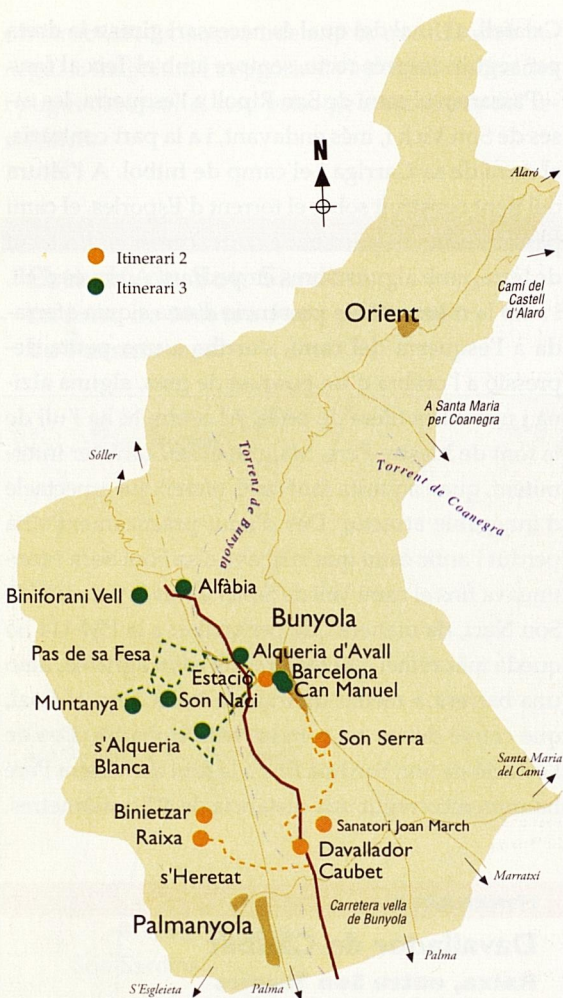 N
Itinerari 2
Itinerari 3
Alaró
Camí del
Castell
d'Alaró
Orient
A Santa Maria
per Coanegra
Torrent de Coanegra
Sóller
Torrent de Bunyola
Biniforani Vell
Alfàbia
Bunyola
Pas de sa Fesa
Alqueria d'Avall
Estació
Barcelona
Can Manuel
Muntanya
Son Naci
s'Alqueria
Blanca
Son Serra
Santa Maria
del Camí
Binietzar
Raixa
Sanatori Joan March
Davallador
Caubet
s'Heretat
Marratxí
Carretera vella
de Bunyola
Palmanyola
Palma
S'Esgleieta
Palma